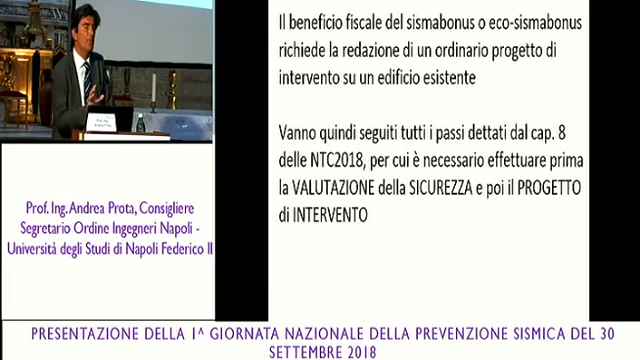 Il beneficio fiscale del sismabonus o eco-sismabonus
richiede la redazione di un ordinario progetto di
intervento su un edificio esistente
Vanno quindi seguiti tutti i passi dettati dal cap. 8
delle NTC2018, per cui è necessario effettuare prima
la VALUTAZIONE della SICUREZZA e poi il PROGETTO
di INTERVENTO
Prof. Ing. Andrea Prota, Consigliere
Segretario Ordine Ingegneri Napoli -
Università degli Studi di Napoli Federico II
PRESENTAZIONE DELLA 1^ GIORNATA NAZIONALE DELLA PREVENZIONE SISMICA DEL 30
SETTEMBRE 2018